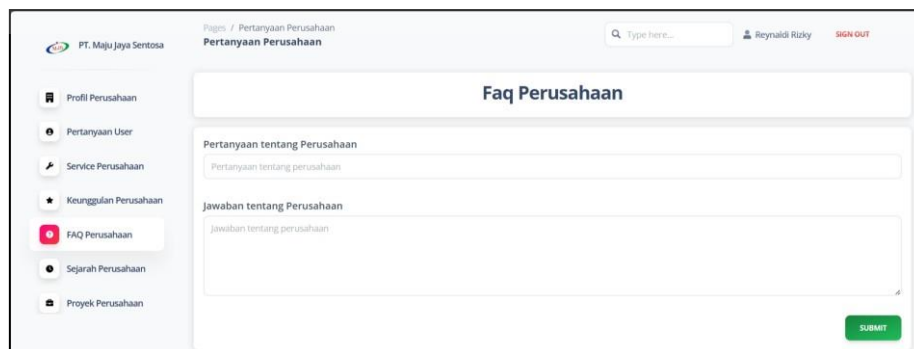 PT. Maju Jaya Sentosa
Profil Perusahaan
Pertanyaan User
Service Perusahaan
Keunggulan Perusahaan
FAQ Perusahaan
Sejarah Perusahaan
Proyek Perusahaan
Pages / Pertanyaan Perusahaan
Pertanyaan Perusahaan
Type here...
Reynaldi Rizky
SIGN OUT
Faq Perusahaan
Pertanyaan tentang Perusahaan
Pertanyaan tentang perusahaan
Jawaban tentang Perusahaan
Jawaban tentang perusahaan
SUBMIT